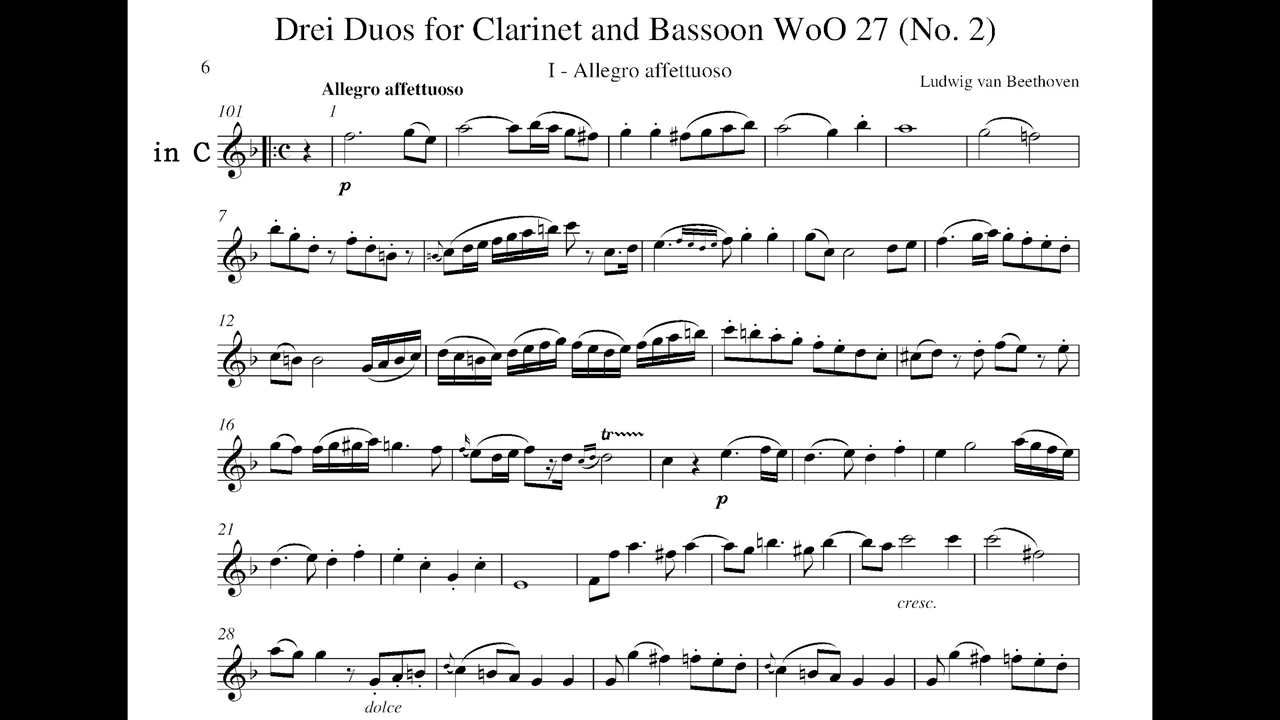 Drei Duos for Clarinet and Bassoon WoO 27 (No. 2)
6
I - Allegro affettuoso
Ludwig van Beethoven
Allegro affettuoso
101 1
in C
p
7
12
16
tr
p
21
cresc.
28
dolce